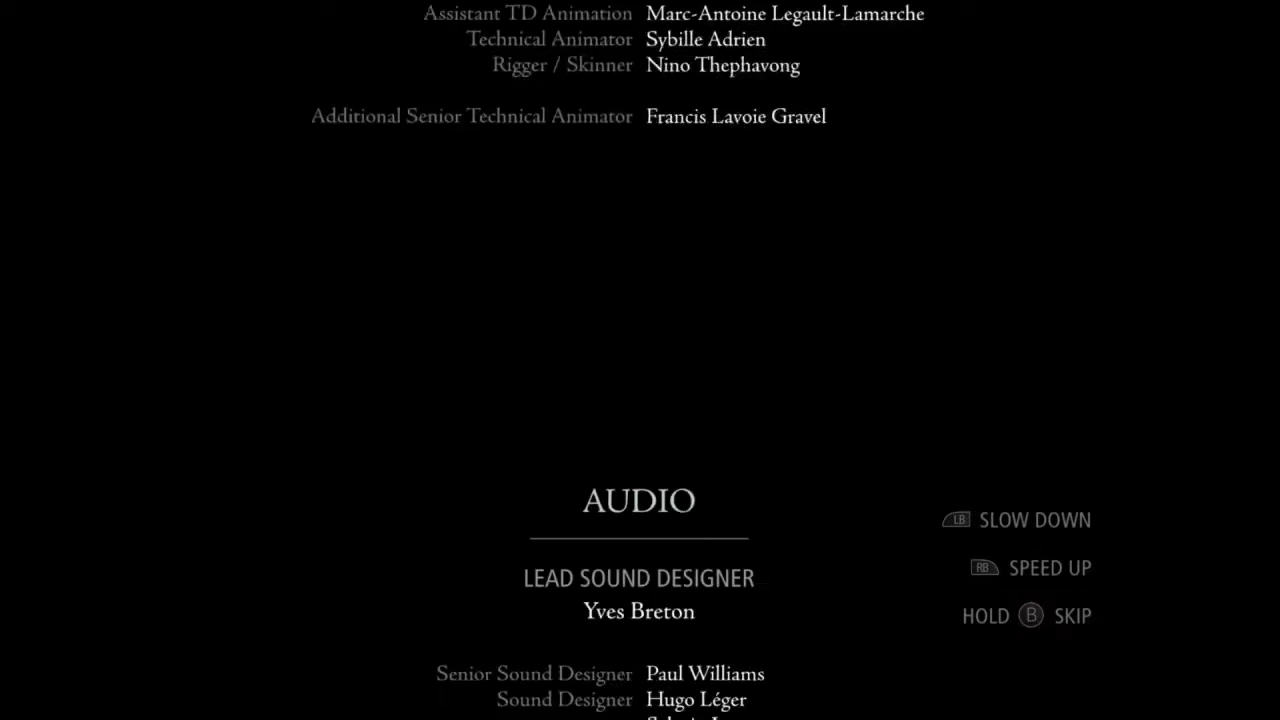 Assistant TD Animation Marc-Antoine Legault-Lamarche
Technical Animator Sybille Adrien
Rigger / Skinner Nino Thephavong
Additional Senior Technical Animator Francis Lavoie Gravel
AUDIO
LEAD SOUND DESIGNER
Yves Breton
Senior Sound Designer Paul Williams
Sound Designer Hugo Léger
LB SLOW DOWN
RB SPEED UP
HOLD B SKIP